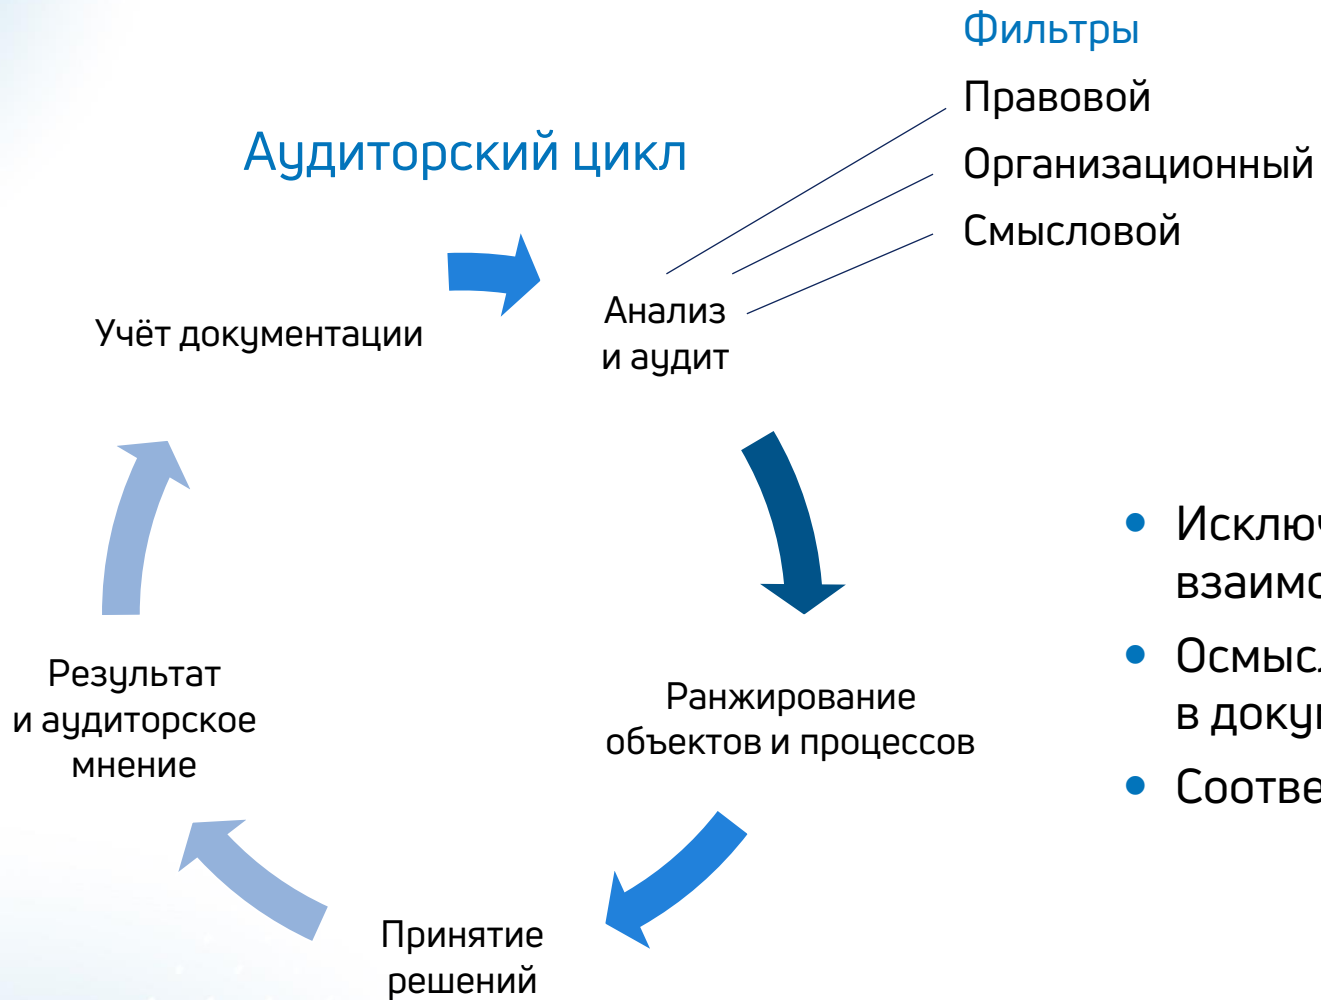 Фильтры
Правовой
Организационный
Смысловой
Аудиторский цикл
Учёт документации
Анализ
и аудит
Ранжирование
объектов и процессов
Принятие
решений
Результат
и аудиторское
мнение
в